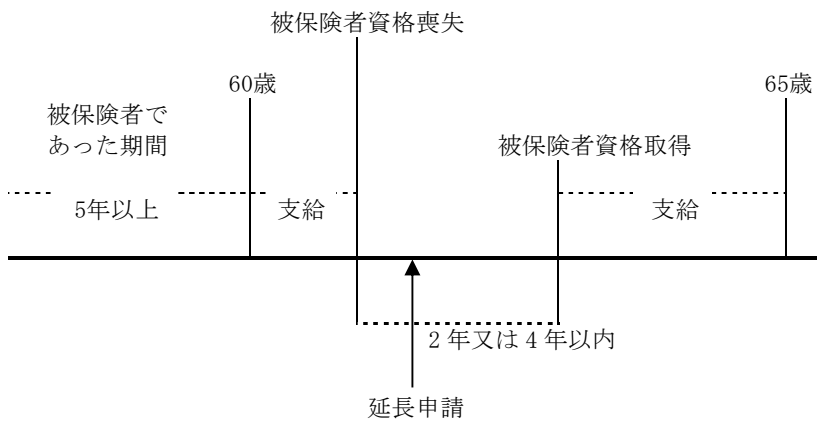 被保険者資格喪失
60歳
65歳
被保険者で
あった期間
被保険者資格取得
5年以上
支給
支給
2年又は4年以内
延長申請